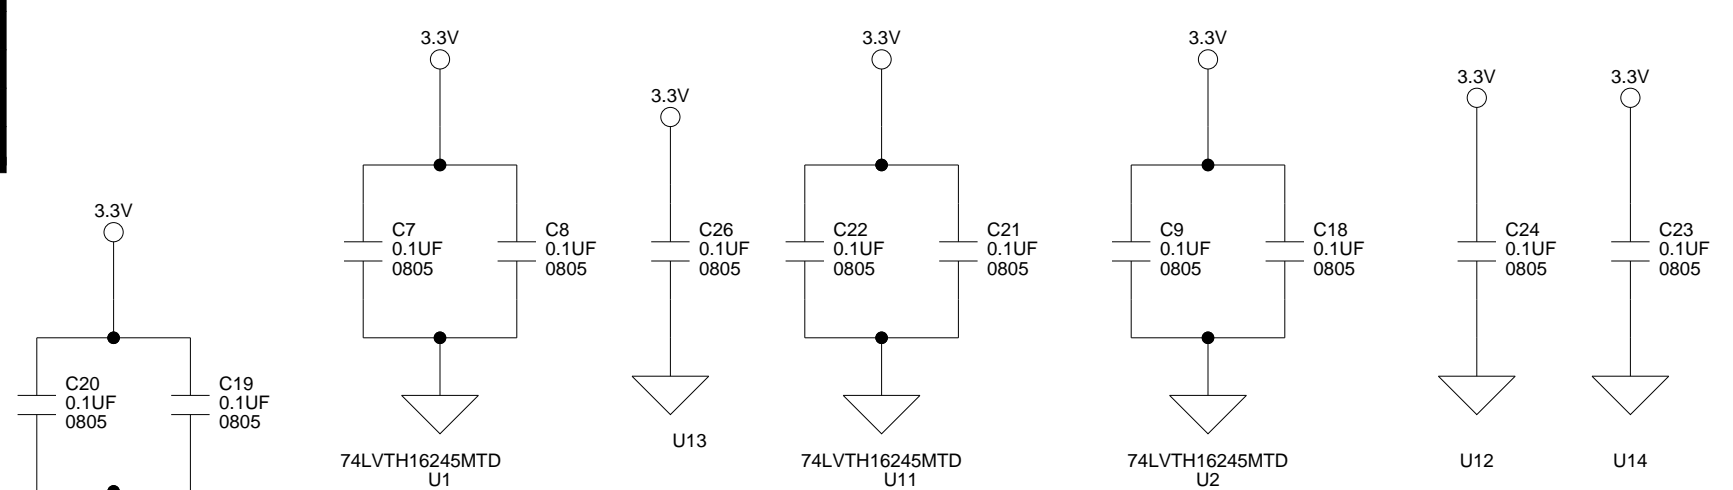 3.3V
3.3V
3.3V
3.3V
3.3V
3.3V
3.3V
3.3V
C7
0.1UF
0805
C8
0.1UF
0805
C26
0.1UF
0805
C22
0.1UF
0805
C21
0.1UF
0805
C9
0.1UF
0805
C18
0.1UF
0805
C24
0.1UF
0805
C23
0.1UF
0805
C20
0.1UF
0805
C19
0.1UF
0805
74LVTH16245MTD
U1
U13
74LVTH16245MTD
U11
74LVTH16245MTD
U2
U12
U14